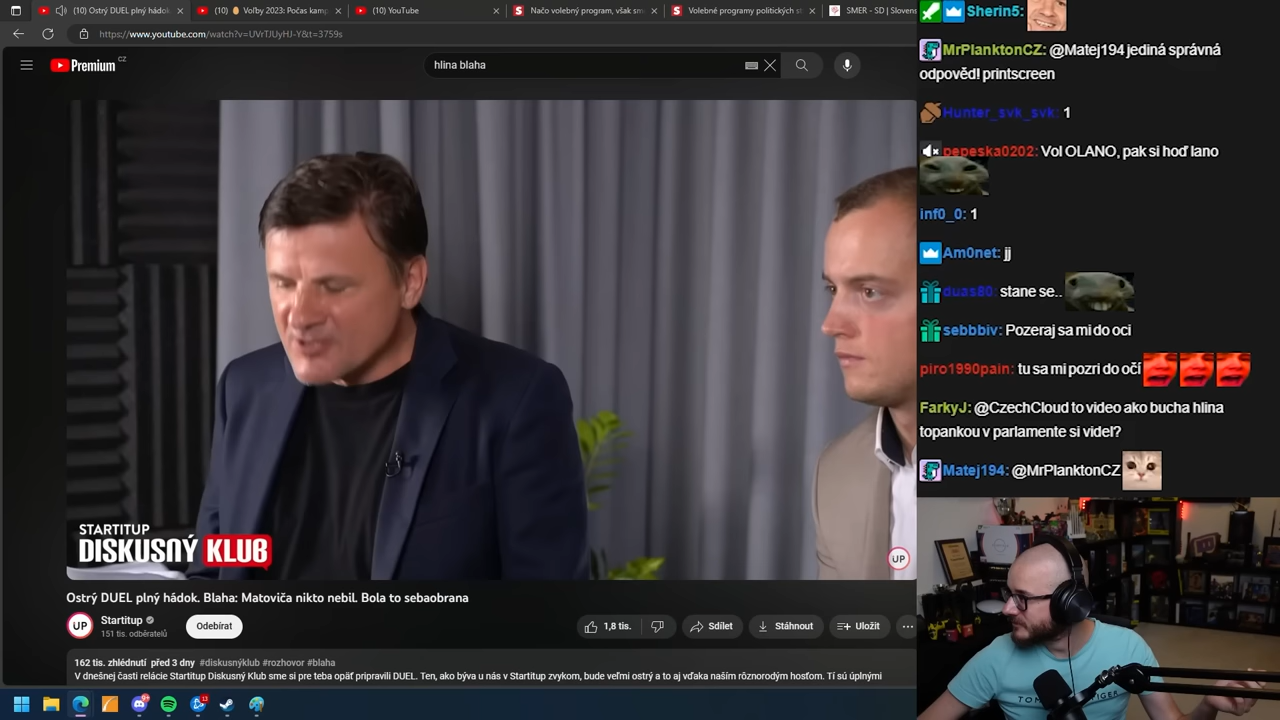 (10) Ostrý DUEL plný hádok.
(10) 🥚 Voľby 2023: Počas kam
(10) YouTube
Načo volebný program, však sm
Volebné programy politických st
SMER - SD | Slovens
https://www.youtube.com/watch?v=UVrTJUyHJ-Y&t=3759s
Premium CZ
hlina blaha
STARTITUP
DISKUSNÝ KLUB
UP
Ostrý DUEL plný hádok. Blaha: Matoviča nikto nebil. Bola to sebaobrana
UP
Startitup
151 tis. odběratelů
Odebírat
1,8 tis.
Sdílet
Stáhnout
Uložit
162 tis. zhlédnutí před 3 dny #diskusnýklub #rozhovor #blaha
V dnešnej časti relácie Startitup Diskusný Klub sme si pre teba opäť pripravili DUEL. Ten, ako býva u nás v Startitup zvykom, bude veľmi ostrý a to aj vďaka naším rôznorodým hosťom. Tí sú úplnými
Sherin5:
MrPlanktonCZ: @Matej194 jediná správná
odpověd! printscreen
Hunter_svk_svk: 1
pepeska0202: Vol OLANO, pak si hoď lano
inf0_0: 1
Am0net: jj
duas80: stane se..
sebbbiv: Pozeraj sa mi do oci
piro1990pain: tu sa mi pozri do očí
FarkyJ: @CzechCloud to video ako bucha hlina
topankou v parlamente si videľ?
Matej194: @MrPlanktonCZ